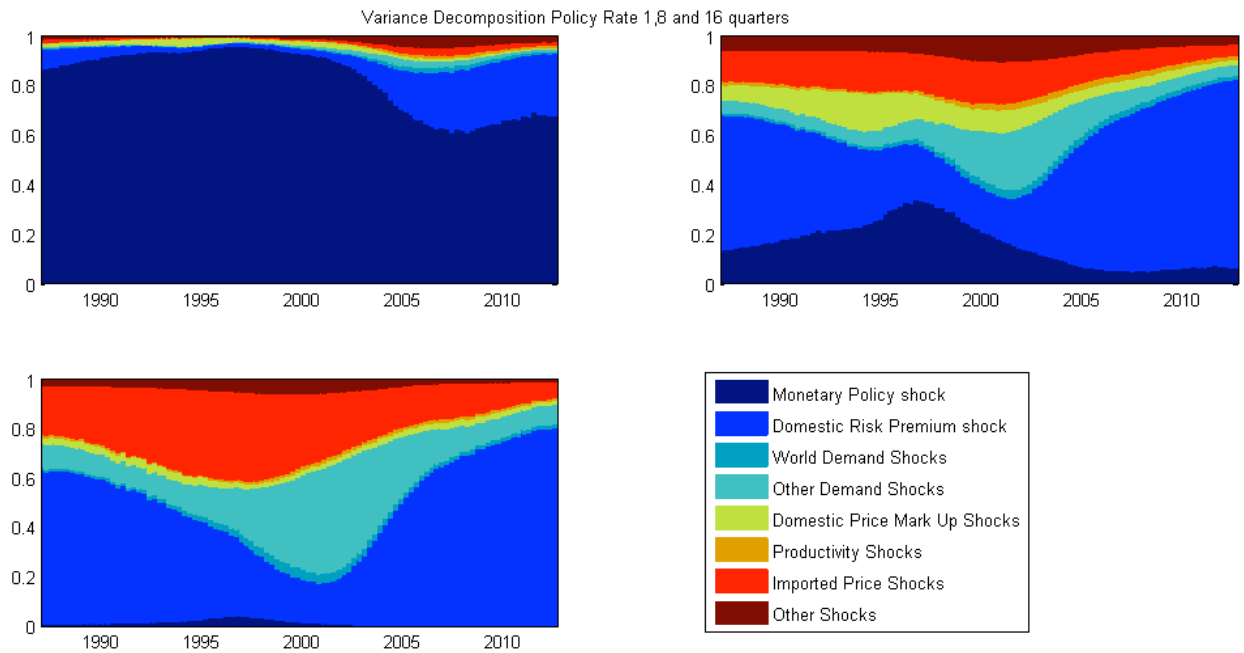 Variance Decomposition Policy Rate 1,8 and 16 quarters
1
0.8
0.6
0.4
0.2
0
1990 1995 2000 2005 2010
1
0.8
0.6
0.4
0.2
0
1990 1995 2000 2005 2010
1
0.8
0.6
0.4
0.2
0
1990 1995 2000 2005 2010
Monetary Policy shock
Domestic Risk Premium shock
World Demand Shocks
Other Demand Shocks
Domestic Price Mark Up Shocks
Productivity Shocks
Imported Price Shocks
Other Shocks